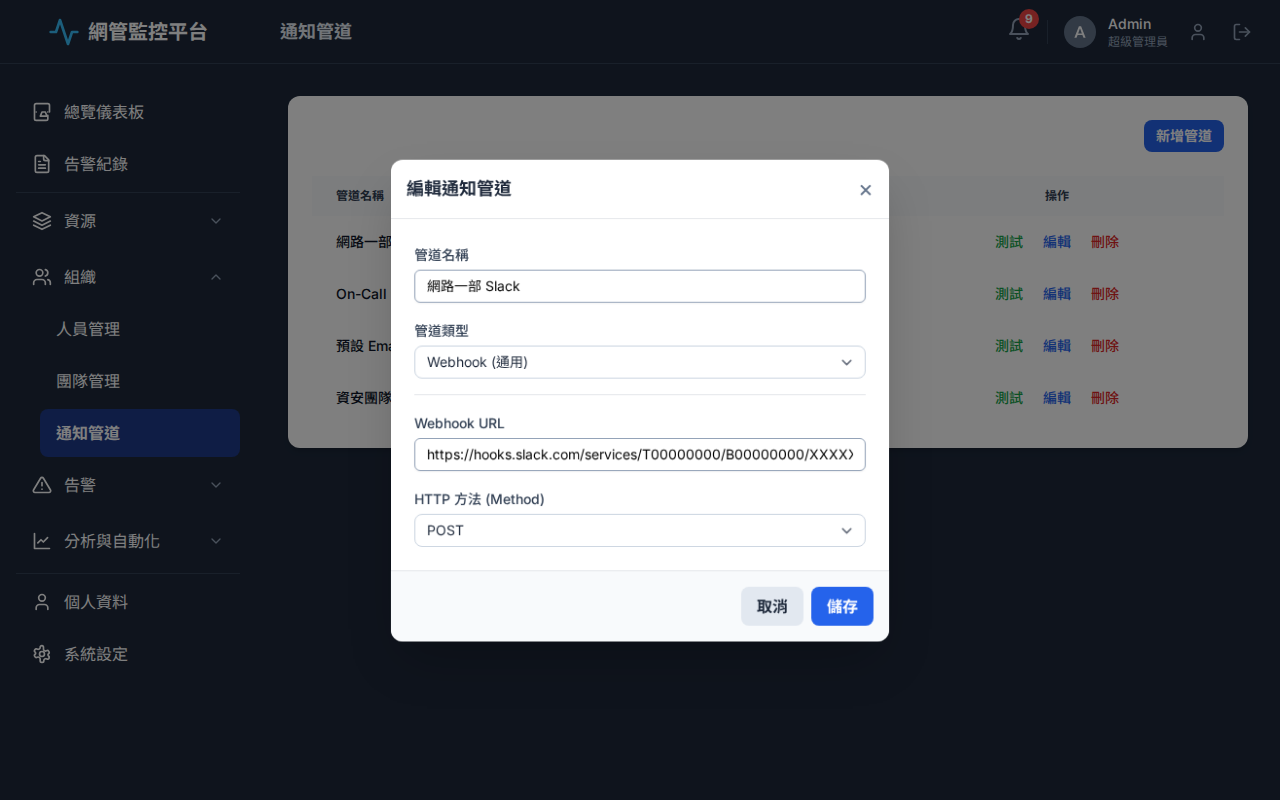 網管監控平台
通知管道
9
A
Admin
超級管理員
總覽儀表板
告警紀錄
資源
組織
人員管理
團隊管理
通知管道
告警
分析與自動化
個人資料
系統設定
新增管道
管道名稱
操作
網路一部
測試 編輯 刪除
On-Call
測試 編輯 刪除
預設 Ema
測試 編輯 刪除
資安團隊
測試 編輯 刪除
編輯通知管道
管道名稱
網路一部 Slack
管道類型
Webhook (通用)
Webhook URL
https://hooks.slack.com/services/T00000000/B00000000/XXXX
HTTP 方法 (Method)
POST
取消
儲存